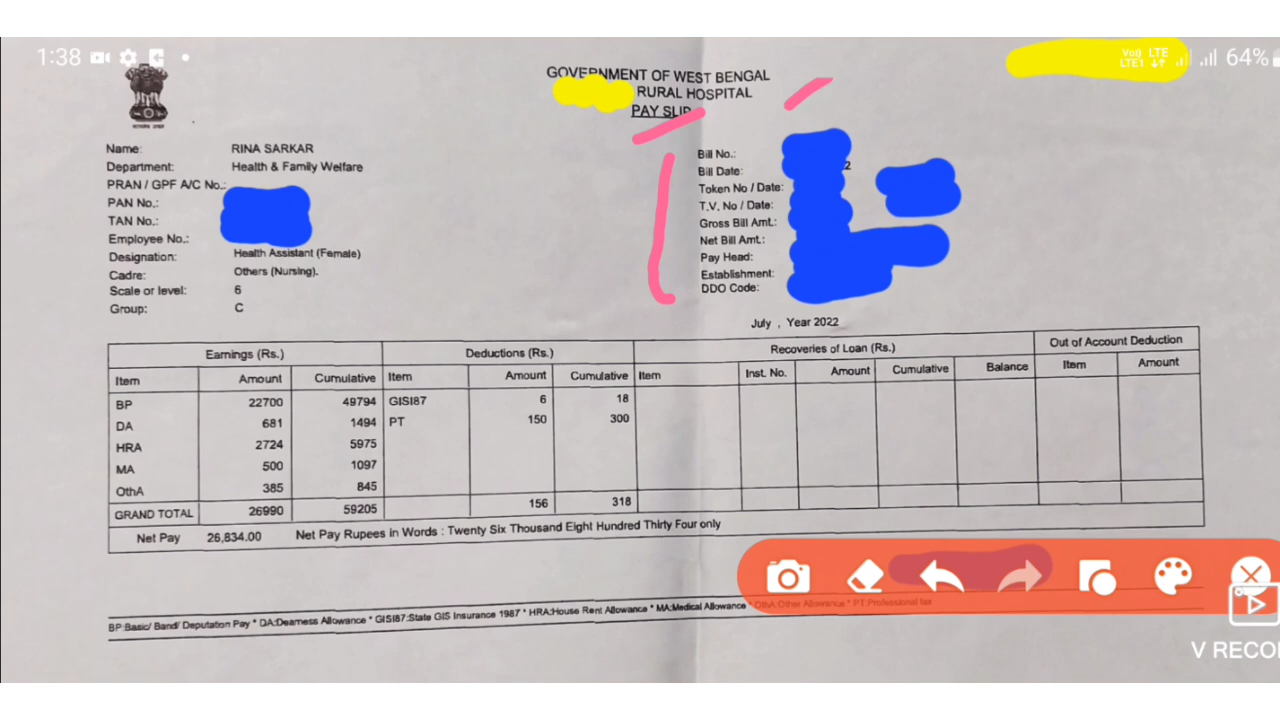 1:38
Voi) LTE
LTE1 64%
GOVERNMENT OF WEST BENGAL
RURAL HOSPITAL
PAY SLIP
Name: RINA SARKAR
Department: Health & Family Welfare
PRAN / GPF A/C No.:
PAN No.:
TAN No.:
Employee No.:
Designation: Health Assistant (Female)
Cadre: Others (Nursing).
Scale or level: 6
Group: C
Bill No.:
Bill Date: 2
Token No / Date:
T.V. No / Date:
Gross Bill Amt.:
Net Bill Amt.:
Pay Head:
Establishment:
DDO Code:
July , Year 2022
Earnings (Rs.) Deductions (Rs.) Recoveries of Loan (Rs.) Out of Account Deduction
Item Amount Cumulative Item Amount Cumulative Item Inst. No. Amount Cumulative Balance Item Amount
BP 22700 49794 GISI87 6 18
DA 681 1494 PT 150 300
HRA 2724 5975
MA 500 1097
OthA 385 845
GRAND TOTAL 26990 59205 156 318
Net Pay 26,834.00 Net Pay Rupees in Words : Twenty Six Thousand Eight Hundred Thirty Four only
BP:Basic/ Band/ Deputation Pay * DA:Dearness Allowance * GISI87:State GIS Insurance 1987 * HRA:House Rent Allowance * MA:Medical Allowance * OthA:Other Allowance * PT:Professional tax
V RECO